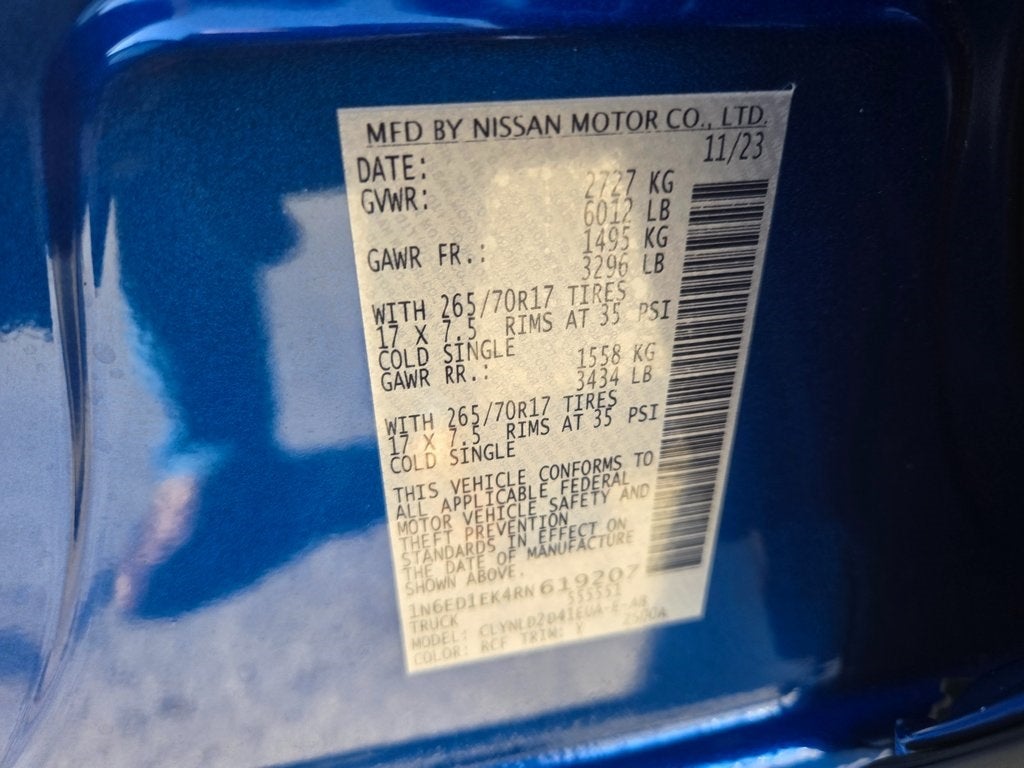 MFD BY NISSAN MOTOR CO., LTD.
DATE: 11/23
GVWR: 2727 KG
6012 LB
GAWR FR.: 1495 KG
3296 LB
WITH 265/70R17 TIRES
17 X 7.5 RIMS AT 35 PSI
COLD SINGLE
GAWR RR.: 1558 KG
3434 LB
WITH 265/70R17 TIRES
17 X 7.5 RIMS AT 35 PSI
COLD SINGLE
THIS VEHICLE CONFORMS TO
ALL APPLICABLE FEDERAL
MOTOR VEHICLE SAFETY AND
THEFT PREVENTION
STANDARDS IN EFFECT ON
THE DATE OF MANUFACTURE
SHOWN ABOVE.
1N6ED1EK4RN619207
TRUCK
MODEL:
COLOR: RCF TRIM: Y